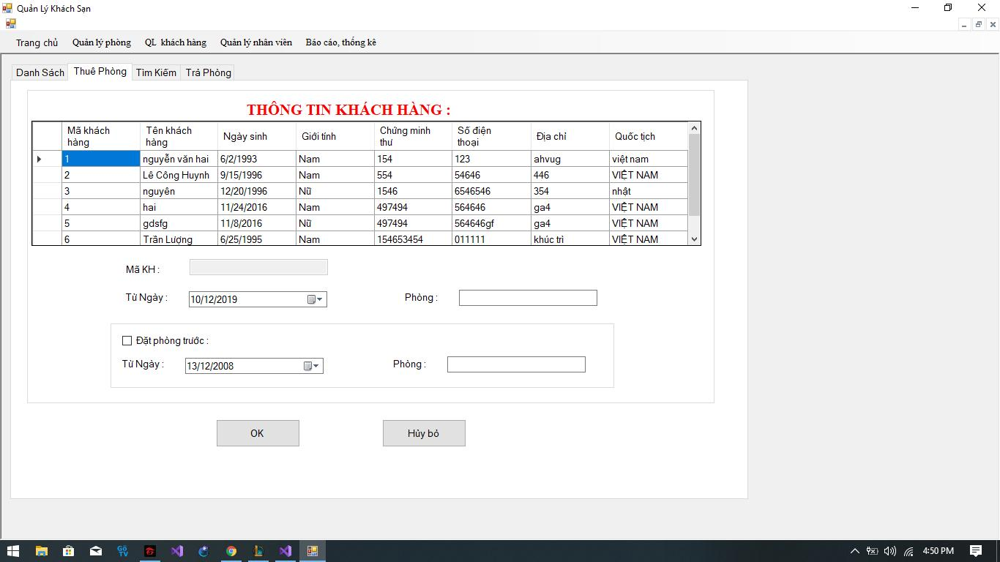 Quản Lý Khách Sạn
Trang chủ Quản lý phòng QL khách hàng Quản lý nhân viên Báo cáo, thống kê
Danh Sách Thuê Phòng Tìm Kiếm Trả Phòng
THÔNG TIN KHÁCH HÀNG :
Mã khách hàng Tên khách hàng Ngày sinh Giới tính Chứng minh thư Số điện thoại Địa chỉ Quốc tịch
1 nguyễn văn hai 6/2/1993 Nam 154 123 ahvug việt nam
2 Lê Công Huynh 9/15/1996 Nam 554 54646 446 VIỆT NAM
3 nguyên 12/20/1996 Nữ 1546 6546546 354 nhật
4 hai 11/24/2016 Nam 497494 564646 ga4 VIỆT NAM
5 gdsfg 11/8/2016 Nữ 497494 564646gf ga4 VIỆT NAM
6 Trần Lượng 6/25/1995 Nam 154653454 011111 khúc trì VIỆT NAM
Mã KH :
Từ Ngày : 10/12/2019 Phòng :
Đặt phòng trước :
Từ Ngày : 13/12/2008 Phòng :
OK Hủy bỏ
GO TV
4:50 PM